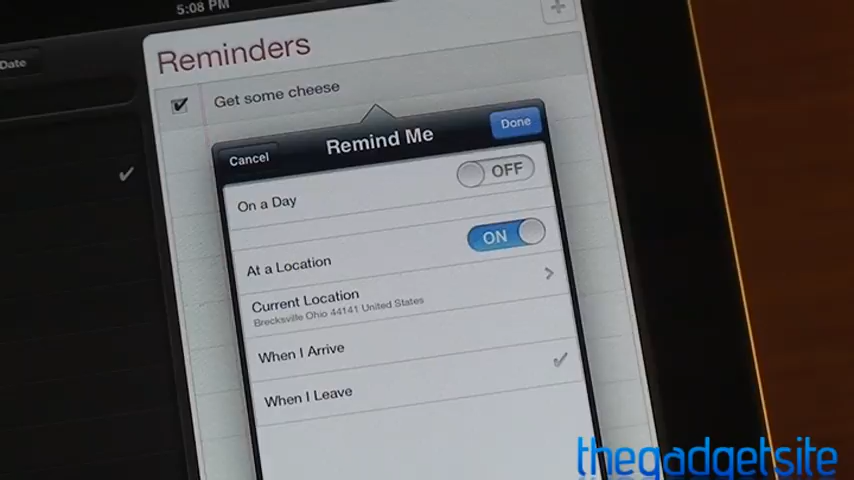 5:08 PM
Date
Reminders
Get some cheese
Cancel
Remind Me
Done
On a Day
OFF
At a Location
ON
Current Location
Brecksville Ohio 44141 United States
When I Arrive
When I Leave
thegadgetsite